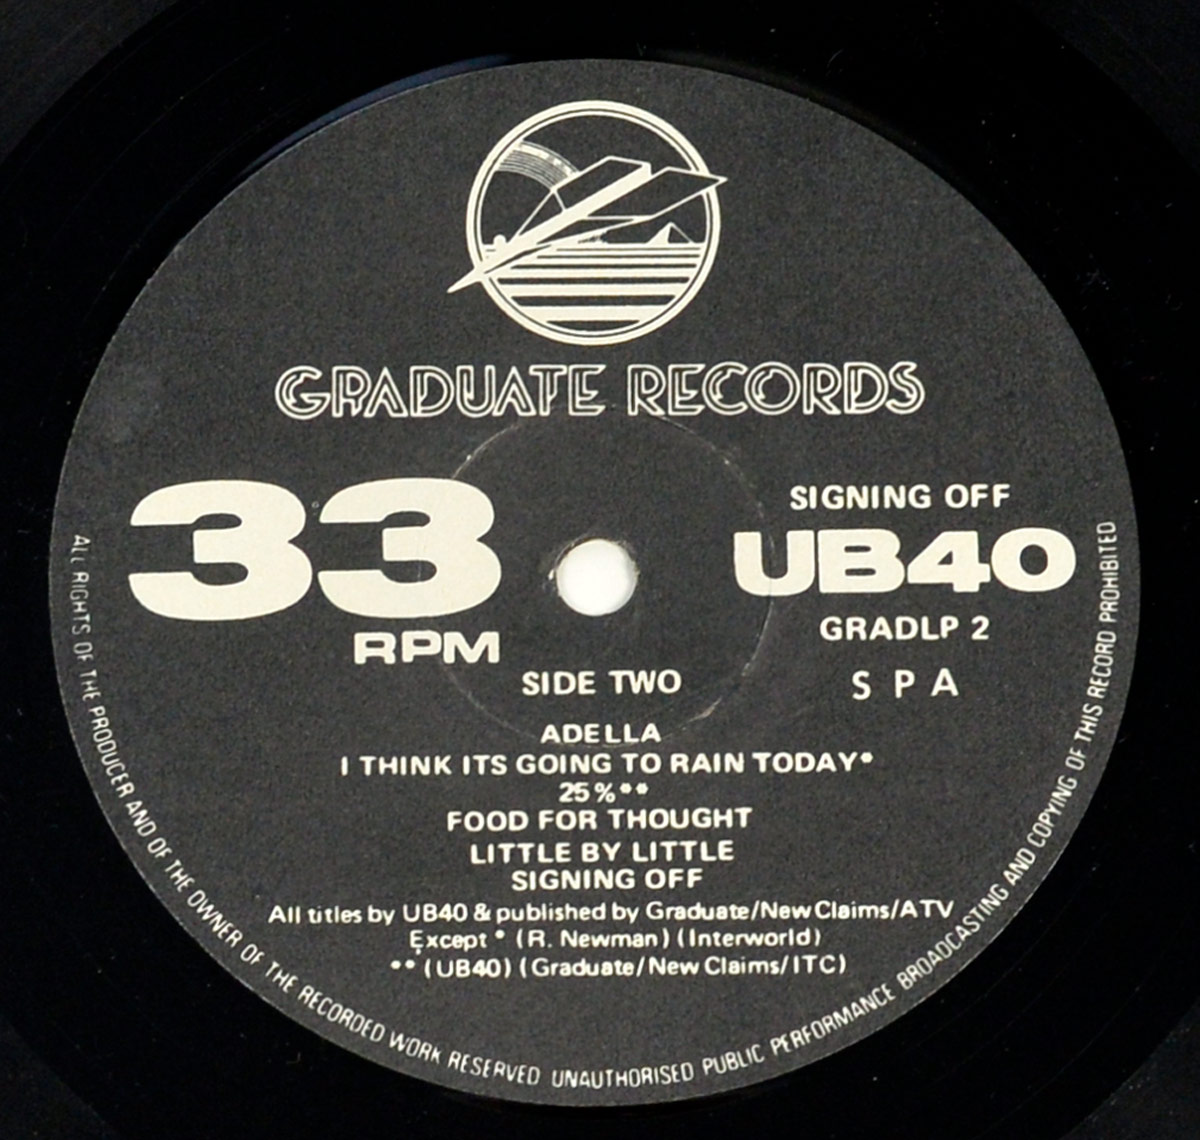 GRADUATE RECORDS
33
RPM
SIGNING OFF
UB40
GRADLP 2
S P A
SIDE TWO
ADELLA
I THINK ITS GOING TO RAIN TODAY*
25%**
FOOD FOR THOUGHT
LITTLE BY LITTLE
SIGNING OFF
All titles by UB40 & published by Graduate/New Claims/ATV
Except * (R. Newman) (Interworld)
** (UB40) (Graduate/New Claims/ITC)
ALL RIGHTS OF THE PRODUCER AND OF THE OWNER OF THE RECORDED WORK RESERVED UNAUTHORISED PUBLIC PERFORMANCE BROADCASTING AND COPYING OF THIS RECORD PROHIBITED